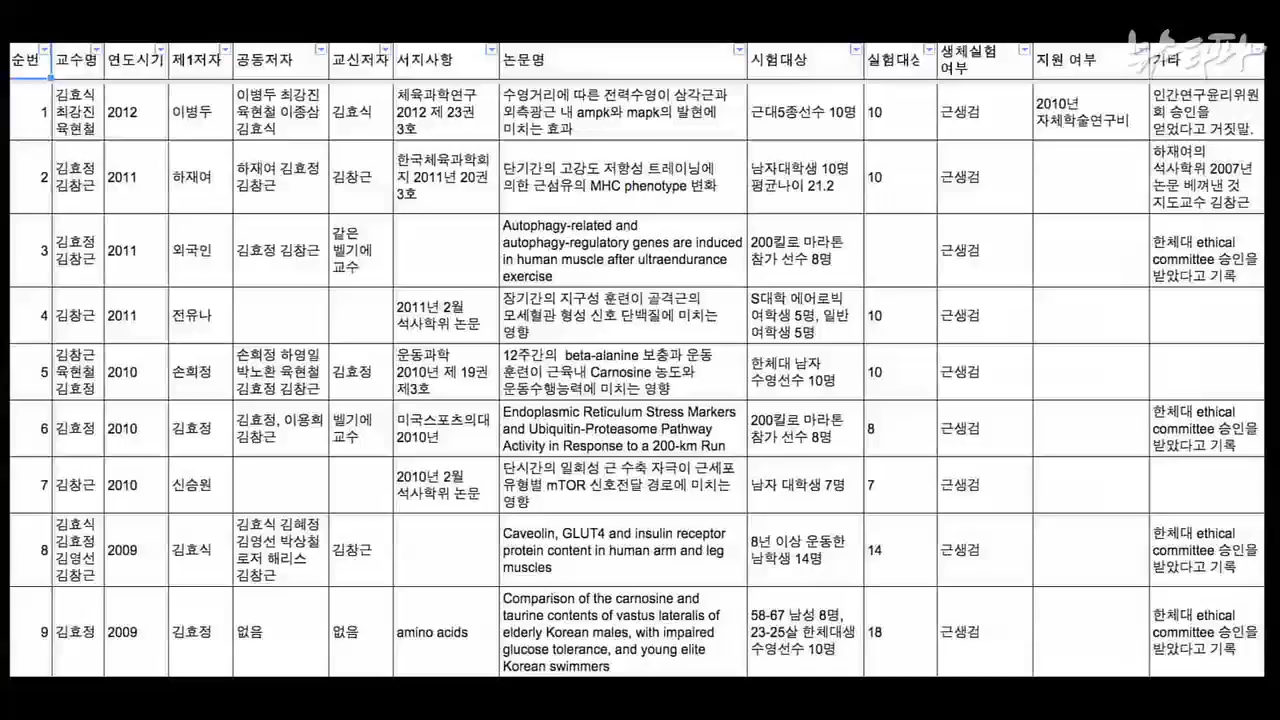 뉴스타파
순번 교수명 연도시기 제1저자 공동저자 교신저자 서지사항 논문명 시험대상 실험대상 생체실험 여부 지원 여부 기타
1 김효식 최강진 육현철 2012 이병두 이병두 최강진 육현철 이종삼 김효식 김효식 체육과학연구 2012 제 23권 3호 수영거리에 따른 전력수영이 삼각근과 외측광근 내 ampk와 mapk의 발현에 미치는 효과 근대5종선수 10명 10 근생검 2010년 자체학술연구비 인간연구윤리위원회 승인을 얻었다고 거짓말.
2 김효정 김창근 2011 하재여 하재여 김효정 김창근 김창근 한국체육과학회지 2011년 20권 3호 단기간의 고강도 저항성 트레이닝에 의한 근섬유의 MHC phenotype 변화 남자대학생 10명 평균나이 21.2 10 근생검 하재여의 석사학위 2007년 논문 베껴낸 것 지도교수 김창근
3 김효정 김창근 2011 외국인 김효정 김창근 같은 벨기에 교수 Autophagy-related and autophagy-regulatory genes are induced in human muscle after ultraendurance exercise 200킬로 마라톤 참가 선수 8명 근생검 한체대 ethical committee 승인을 받았다고 기록
4 김창근 2011 전유나 2011년 2월 석사학위 논문 장기간의 지구성 훈련이 골격근의 모세혈관 형성 신호 단백질에 미치는 영향 S대학 에어로빅 여학생 5명, 일반 여학생 5명 10 근생검
5 김창근 육현철 김효정 2010 손희정 손희정 하영일 박노환 육현철 김효정 김창근 김효정 운동과학 2010년 제 19권 제3호 12주간의 beta-alanine 보충과 운동 훈련이 근육내 Carnosine 농도와 운동수행능력에 미치는 영향 한체대 남자 수영선수 10명 10 근생검
6 김효정 2010 김효정 김효정, 이용희 김창근 벨기에 교수 미국스포츠의대 2010년 Endoplasmic Reticulum Stress Markers and Ubiquitin-Proteasome Pathway Activity in Response to a 200-km Run 200킬로 마라톤 참가 선수 8명 8 근생검 한체대 ethical committee 승인을 받았다고 기록
7 김창근 2010 신승원 2010년 2월 석사학위 논문 단시간의 일회성 근 수축 자극이 근세포 유형별 mTOR 신호전달 경로에 미치는 영향 남자 대학생 7명 7 근생검
8 김효식 김효정 김영선 김창근 2009 김효식 김효식 김혜정 김영선 박상철 로저 해리스 김창근 김창근 Caveolin, GLUT4 and insulin receptor protein content in human arm and leg muscles 8년 이상 운동한 남학생 14명 14 근생검 한체대 ethical committee 승인을 받았다고 기록
9 김효정 2009 김효정 없음 없음 amino acids Comparison of the carnosine and taurine contents of vastus lateralis of elderly Korean males, with impaired glucose tolerance, and young elite Korean swimmers 58-67 남성 8명, 23-25살 한체대생 수영선수 10명 18 근생검 한체대 ethical committee 승인을 받았다고 기록